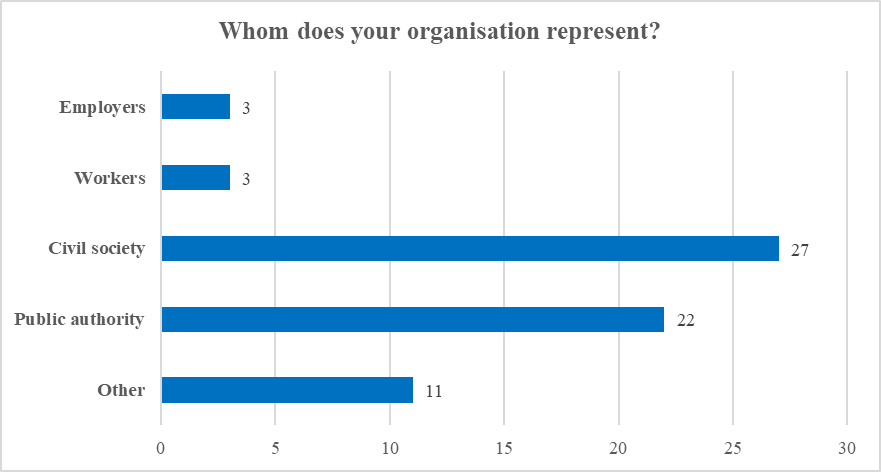 Whom does your organisation represent?
Employers 3
Workers 3
Civil society 27
Public authority 22
Other 11
0 5 10 15 20 25 30